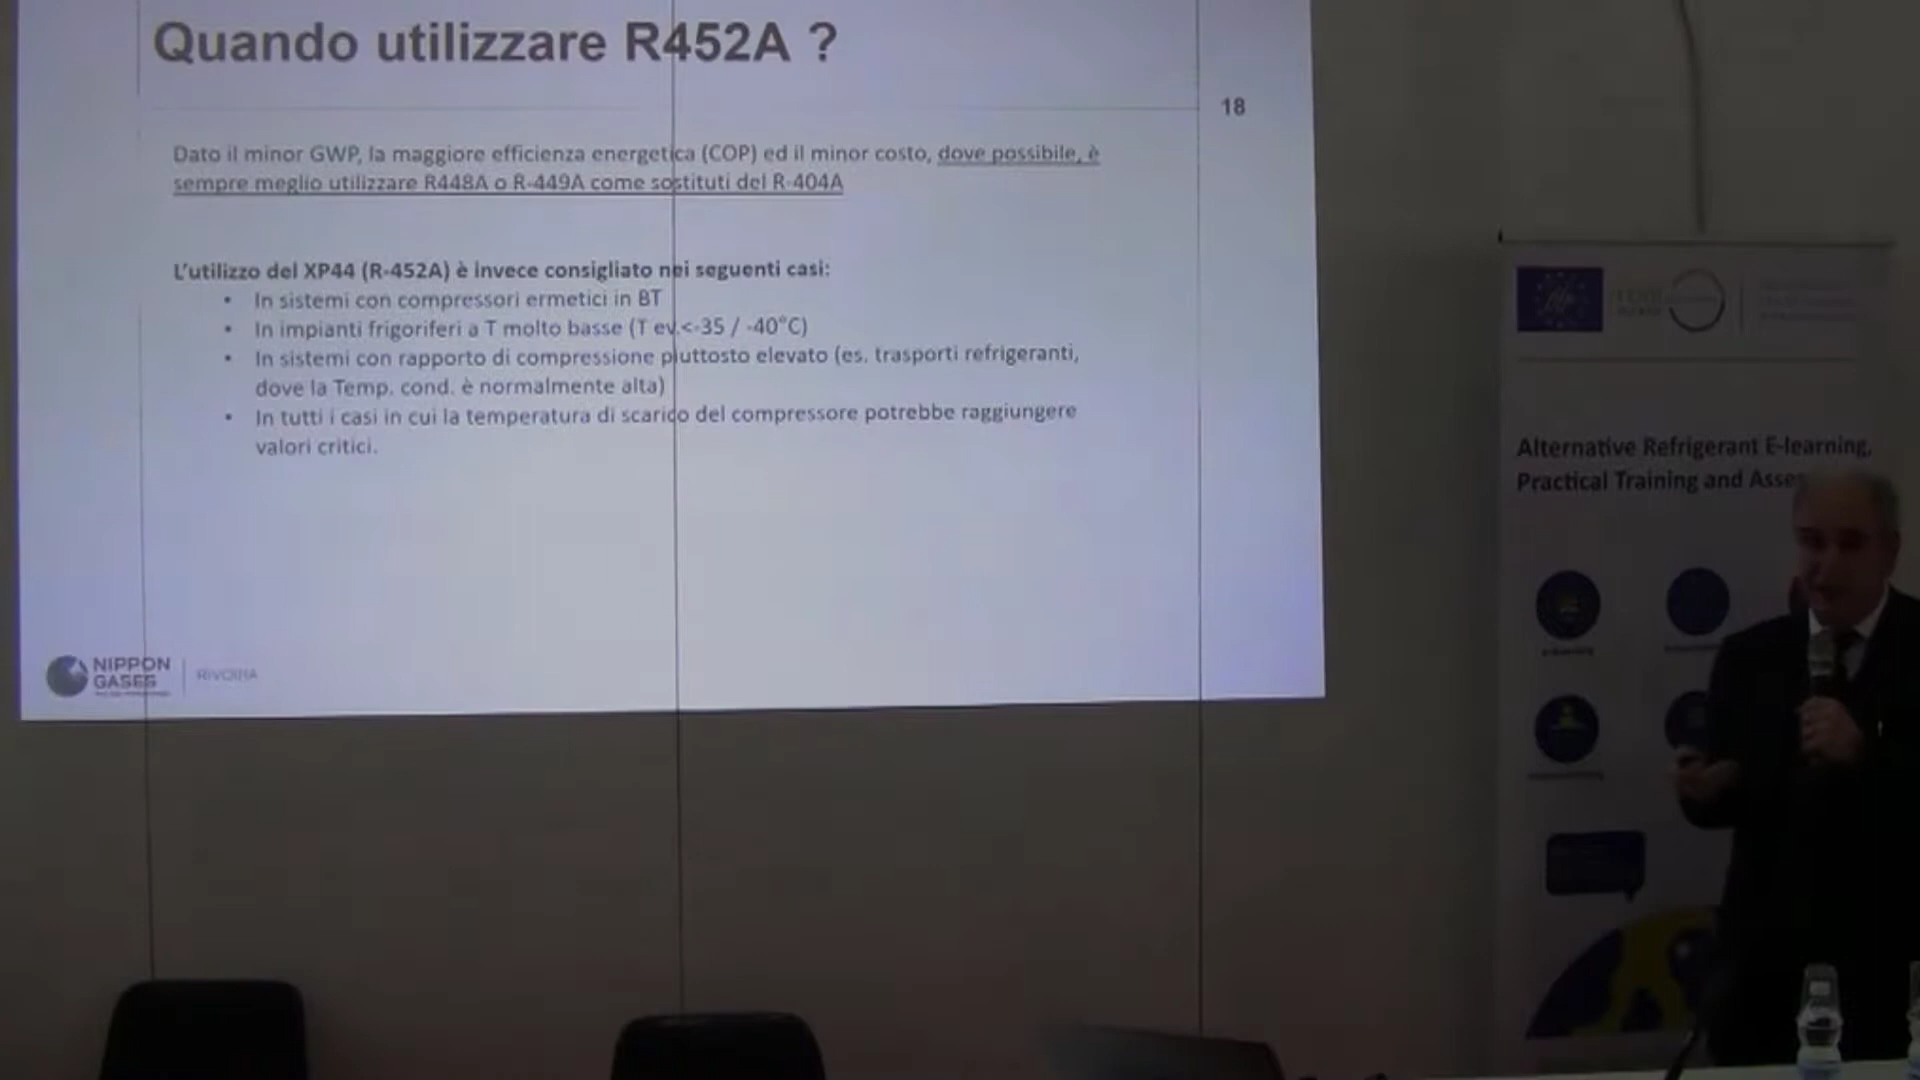 Quando utilizzare R452A ?
18
Dato il minor GWP, la maggiore efficienza energetica (COP) ed il minor costo, dove possibile, è
sempre meglio utilizzare R448A o R-449A come sostituti del R-404A
L'utilizzo del XP44 (R-452A) è invece consigliato nei seguenti casi:
• In sistemi con compressori ermetici in BT
• In impianti frigoriferi a T molto basse (T ev.<-35 / -40°C)
• In sistemi con rapporto di compressione piuttosto elevato (es. trasporti refrigeranti,
dove la Temp. cond. è normalmente alta)
• In tutti i casi in cui la temperatura di scarico del compressore potrebbe raggiungere
valori critici.
NIPPON
GASES
RIVOIRA
Alternative Refrigerant E-learning,
Practical Training and Asses